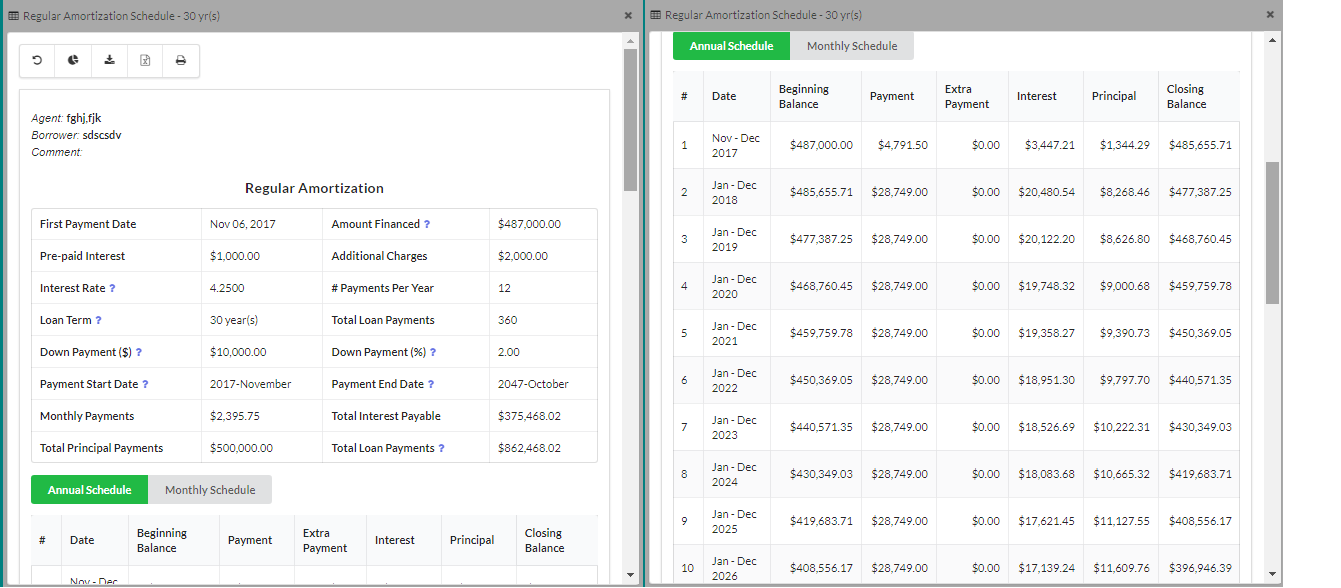 Regular Amortization Schedule - 30 yr(s)
Agent: fghj,fjk
Borrower: sdscsdv
Comment:
Regular Amortization
First Payment Date Nov 06, 2017 Amount Financed ? $487,000.00
Pre-paid Interest $1,000.00 Additional Charges $2,000.00
Interest Rate ? 4.2500 # Payments Per Year 12
Loan Term ? 30 year(s) Total Loan Payments 360
Down Payment ($) ? $10,000.00 Down Payment (%) ? 2.00
Payment Start Date ? 2017-November Payment End Date ? 2047-October
Monthly Payments $2,395.75 Total Interest Payable $375,468.02
Total Principal Payments $500,000.00 Total Loan Payments ? $862,468.02
Annual Schedule Monthly Schedule
# Date Beginning Balance Payment Extra Payment Interest Principal Closing Balance
Nov - Dec
Regular Amortization Schedule - 30 yr(s)
Annual Schedule Monthly Schedule
# Date Beginning Balance Payment Extra Payment Interest Principal Closing Balance
1 Nov - Dec 2017 $487,000.00 $4,791.50 $0.00 $3,447.21 $1,344.29 $485,655.71
2 Jan - Dec 2018 $485,655.71 $28,749.00 $0.00 $20,480.54 $8,268.46 $477,387.25
3 Jan - Dec 2019 $477,387.25 $28,749.00 $0.00 $20,122.20 $8,626.80 $468,760.45
4 Jan - Dec 2020 $468,760.45 $28,749.00 $0.00 $19,748.32 $9,000.68 $459,759.78
5 Jan - Dec 2021 $459,759.78 $28,749.00 $0.00 $19,358.27 $9,390.73 $450,369.05
6 Jan - Dec 2022 $450,369.05 $28,749.00 $0.00 $18,951.30 $9,797.70 $440,571.35
7 Jan - Dec 2023 $440,571.35 $28,749.00 $0.00 $18,526.69 $10,222.31 $430,349.03
8 Jan - Dec 2024 $430,349.03 $28,749.00 $0.00 $18,083.68 $10,665.32 $419,683.71
9 Jan - Dec 2025 $419,683.71 $28,749.00 $0.00 $17,621.45 $11,127.55 $408,556.17
10 Jan - Dec 2026 $408,556.17 $28,749.00 $0.00 $17,139.24 $11,609.76 $396,946.39